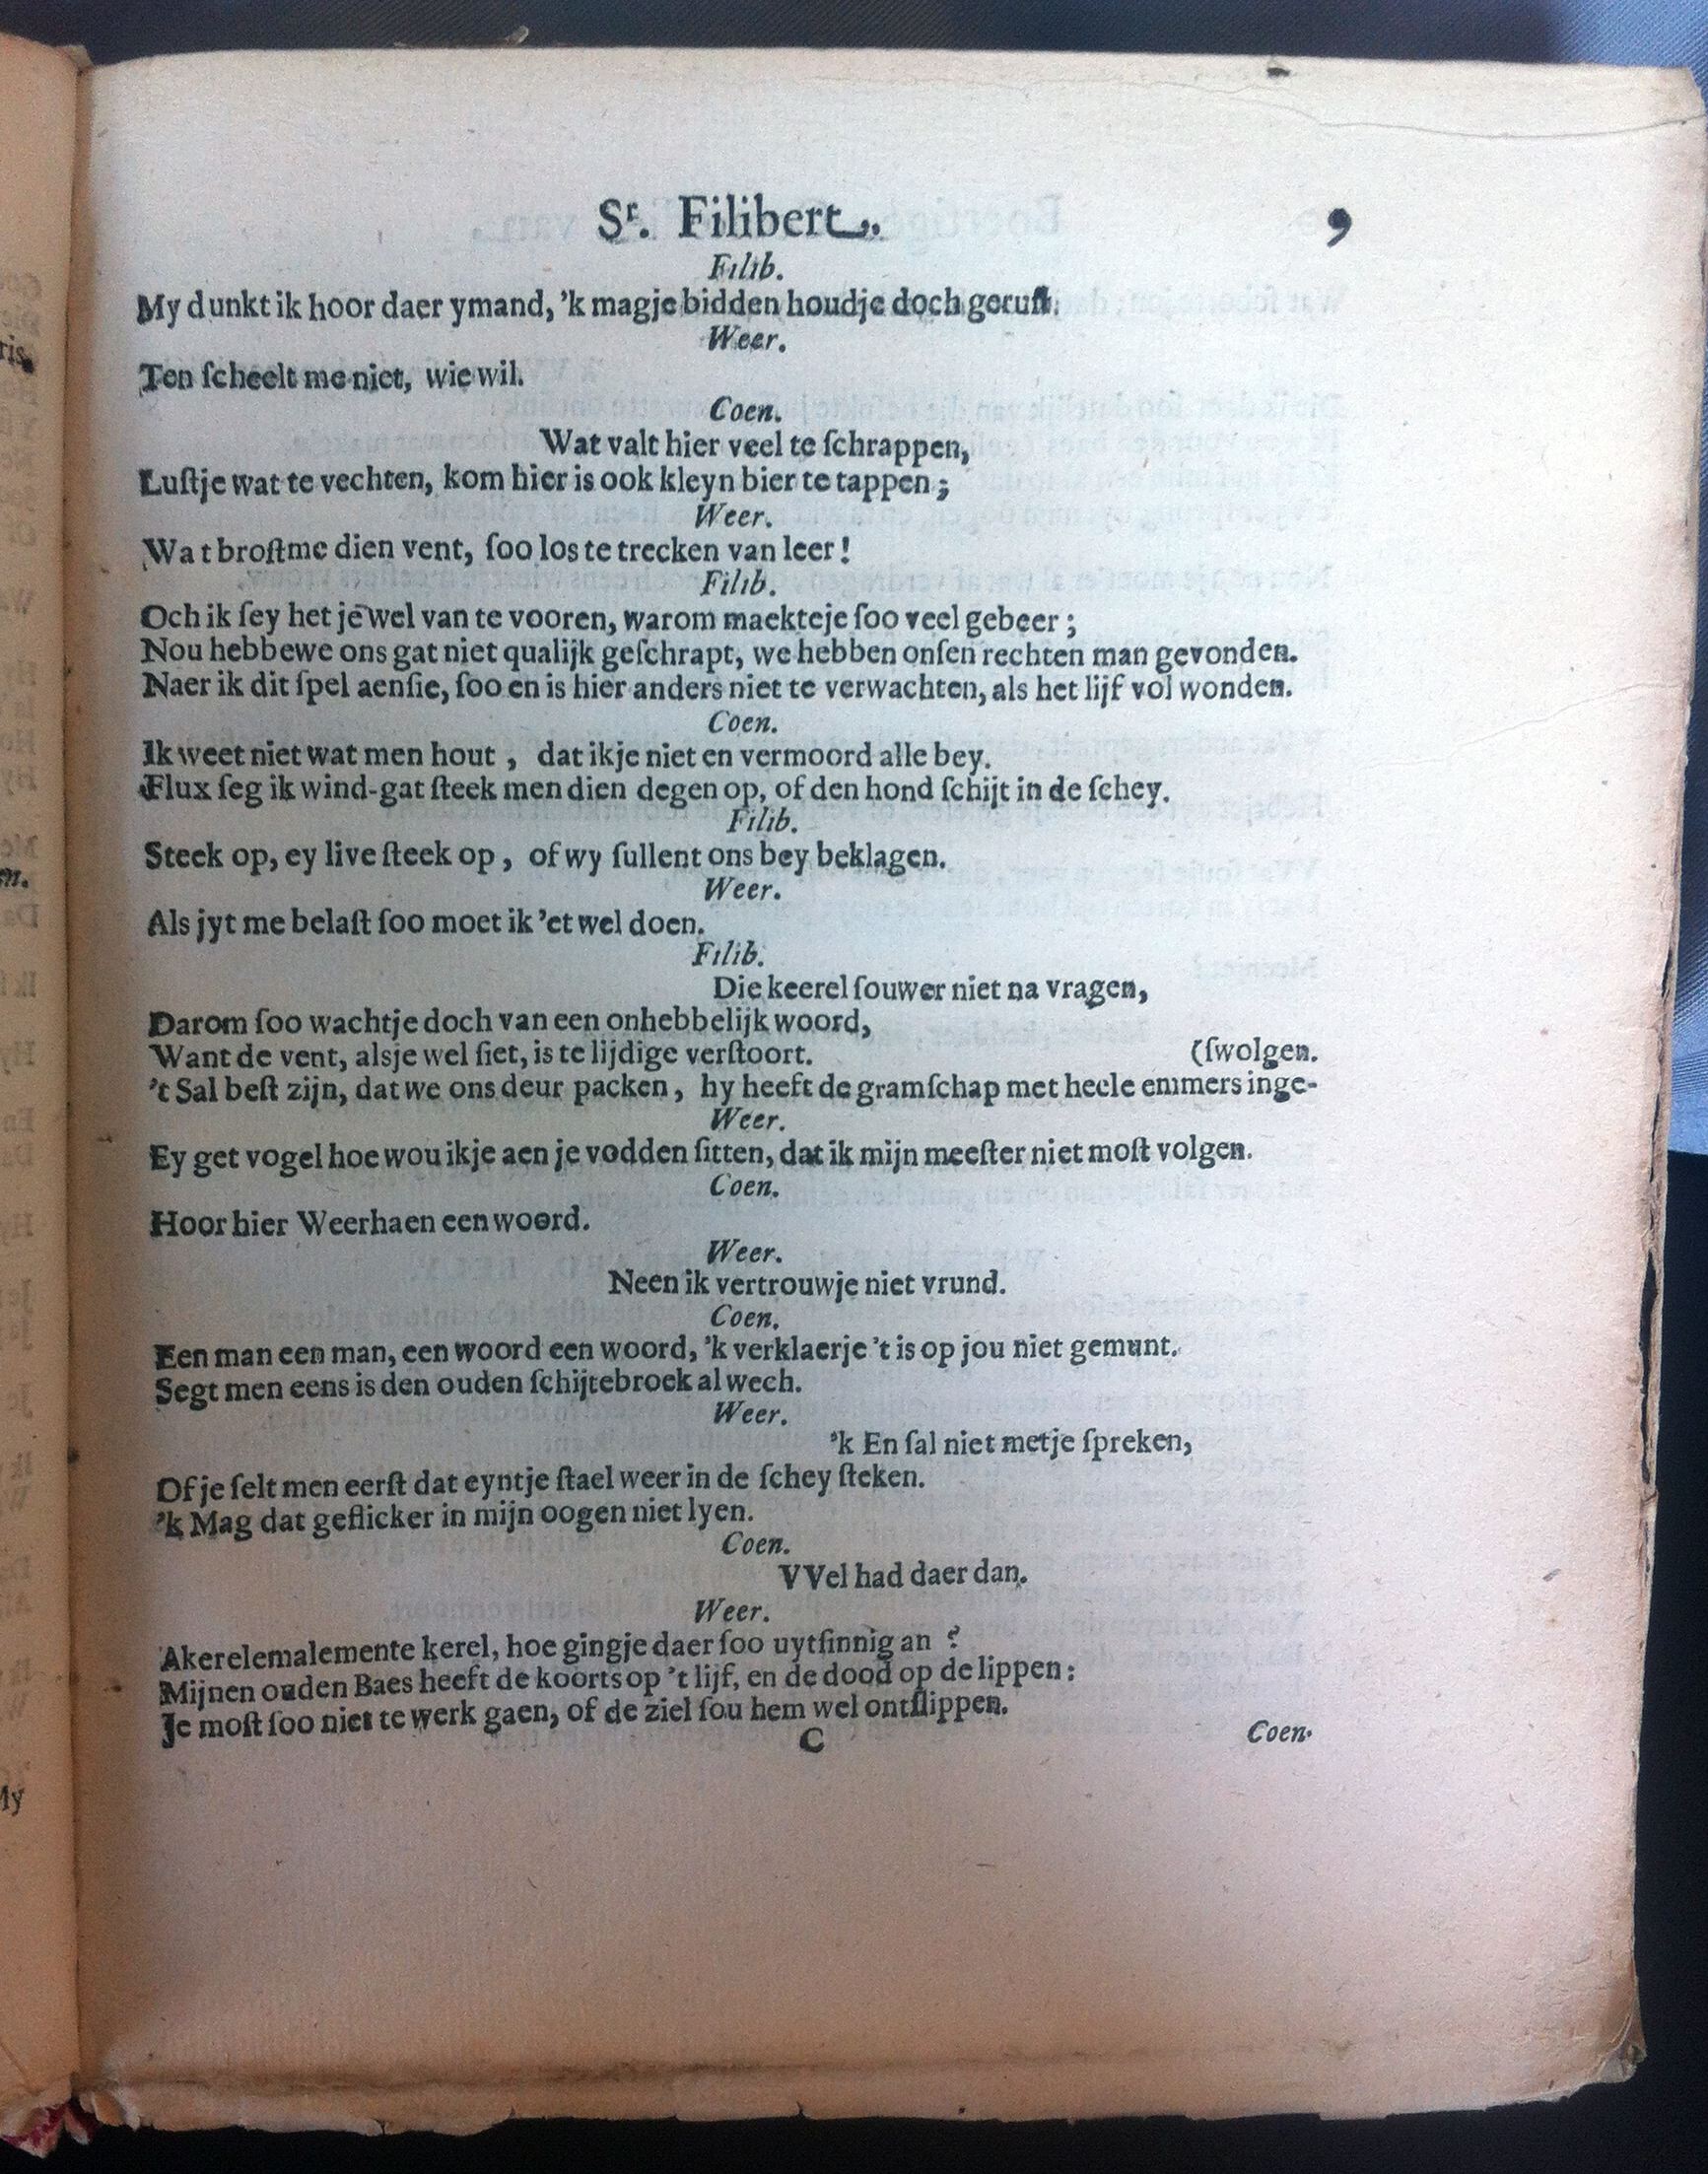 Sr. Filibert.
9
Filib.
My dunkt ik hoor daer ymand, 'k magje bidden houdje doch geruſt.
Weer.
Ten ſcheelt me niet, wie wil.
Coen.
Wat valt hier veel te ſchrappen,
Luſtje wat te vechten, kom hier is ook kleyn bier te tappen;
Weer.
Wat broſtme dien vent, ſoo los te trecken van leer!
Filib.
Och ik ſey het je wel van te vooren, warom maekteje ſoo veel gebeer;
Nou hebbewe ons gat niet qualijk geſchrapt, we hebben onſen rechten man gevonden.
Naer ik dit ſpel aenſie, ſoo en is hier anders niet te verwachten, als het lijf vol wonden.
Coen.
Ik weet niet wat men hout, dat ikje niet en vermoord alle bey.
Flux ſeg ik wind-gat ſteek men dien degen op, of den hond ſchijt in de ſchey.
Filib.
Steek op, ey live ſteek op, of wy ſullent ons bey beklagen.
Weer.
Als jyt me belaſt ſoo moet ik 'et wel doen.
Filib.
Die keerel ſouwer niet na vragen,
Darom ſoo wachtje doch van een onhebbelijk woord,
Want de vent, alsje wel ſiet, is te lijdige verſtoort.
(ſwolgen.
't Sal beſt zijn, dat we ons deur packen, hy heeft de gramſchap met heele emmers inge-
Weer.
Ey get vogel hoe wou ikje aen je vodden ſitten, dat ik mijn meeſter niet moſt volgen.
Coen.
Hoor hier Weerhaen een woord.
Weer.
Neen ik vertrouwje niet vrund.
Coen.
Een man een man, een woord een woord, 'k verklaerje 't is op jou niet gemunt.
Segt men eens is den ouden ſchijtebroek al wech.
Weer.
'k En ſal niet metje ſpreken,
Of je ſelt men eerſt dat eyntje ſtael weer in de ſchey ſteken.
'k Mag dat geflicker in mijn oogen niet lyen.
Coen.
VVel had daer dan.
Weer.
Akerelemalemente kerel, hoe gingje daer ſoo uytſinnig an?
Mijnen ouden Baes heeft de koorts op 't lijf, en de dood op de lippen:
Je moſt ſoo niet te werk gaen, of de ziel ſou hem wel ontſlippen.
C
Coen.